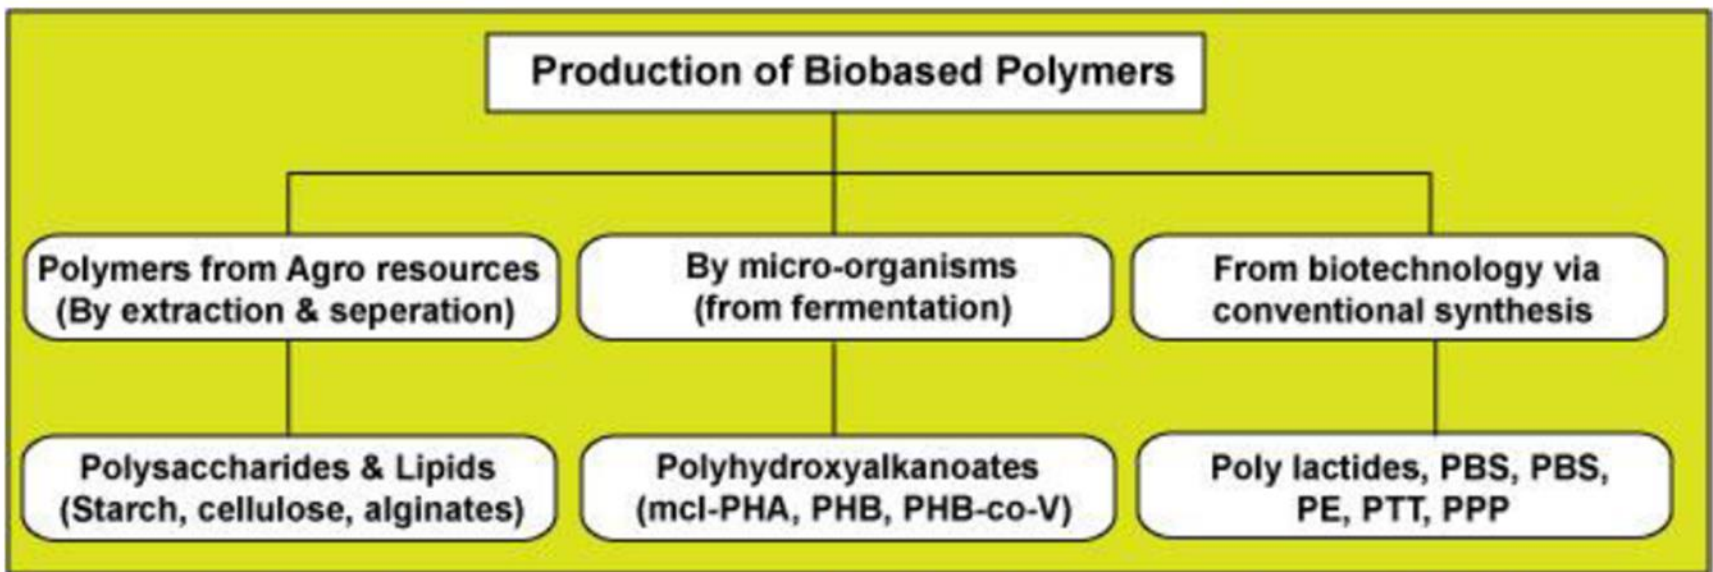 Production of Biobased Polymers
Polymers from Agro resources
(By extraction & seperation)
By micro-organisms
(from fermentation)
From biotechnology via
conventional synthesis
Polysaccharides & Lipids
(Starch, cellulose, alginates)
Polyhydroxyalkanoates
(mcl-PHA, PHB, PHB-co-V)
Poly lactides, PBS, PBS,
PE, PTT, PPP